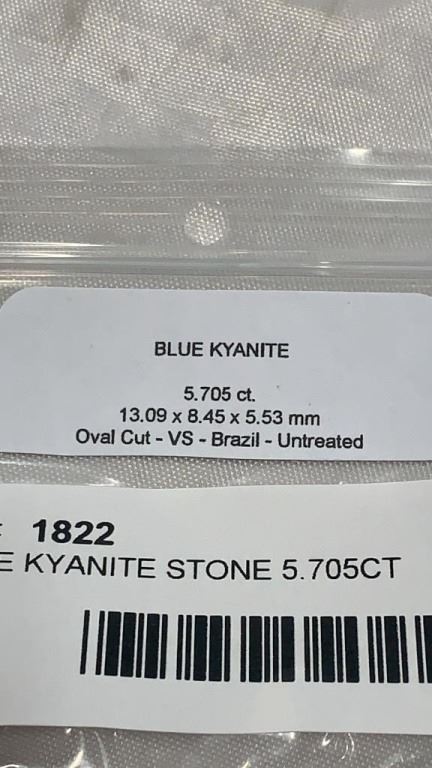 BLUE KYANITE
5.705 ct.
13.09 x 8.45 x 5.53 mm
Oval Cut - VS - Brazil - Untreated
1822
E KYANITE STONE 5.705CT